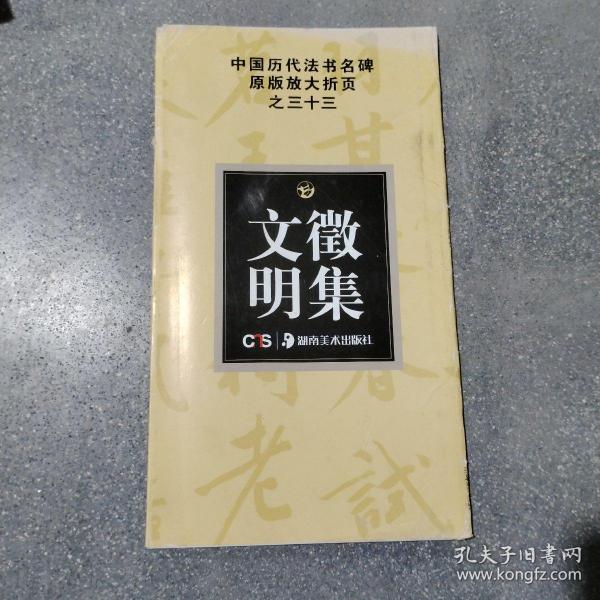 中国历代法书名碑
原版放大折页
之三十三
文徵
明集
CTS
湖南美术出版社
老
試
孔夫子旧书网
www.kongfz.com